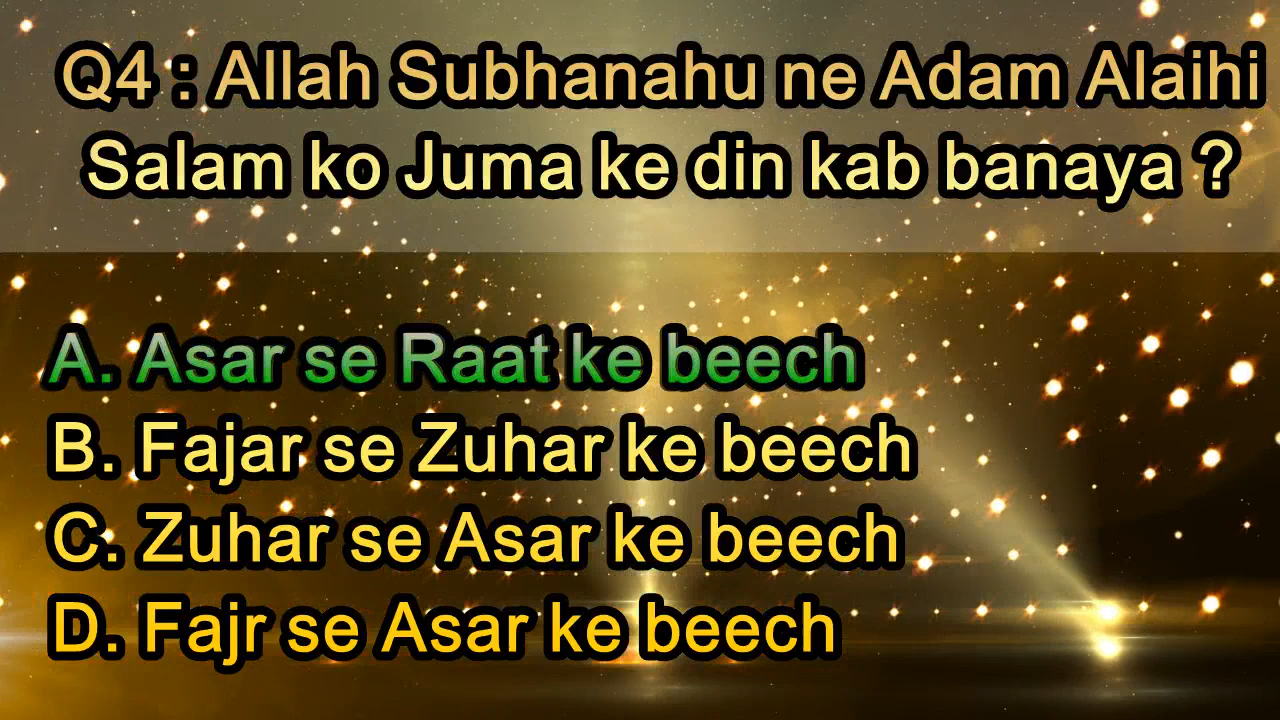 Q4 : Allah Subhanahu ne Adam Alaihi
Salam ko Juma ke din kab banaya ?
A. Asar se Raat ke beech
B. Fajar se Zuhar ke beech
C. Zuhar se Asar ke beech
D. Fajr se Asar ke beech